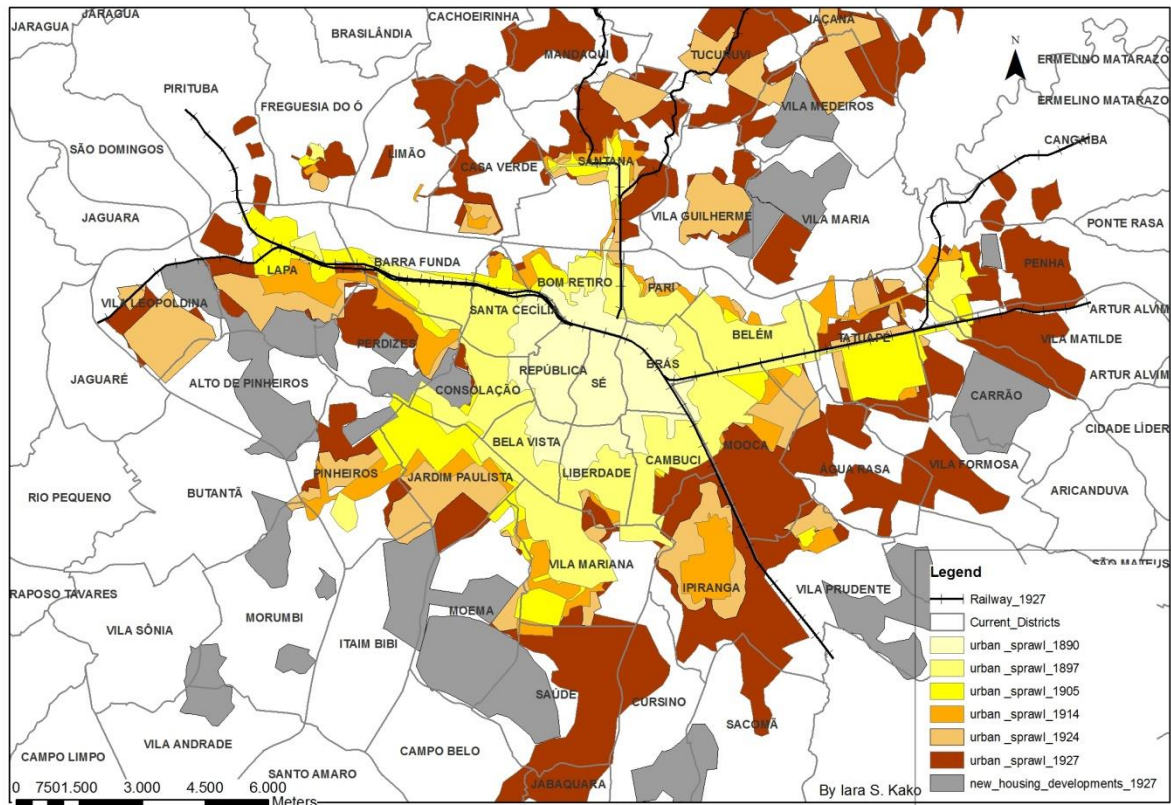 JARAGUA
JARAGUA
BRASILÂNDIA
CACHOEIRINHA
MANDAQUI
TUCURUVI
JAÇANA
N
ERMELINO MATARAZO
ERMELINO MATARAZO
PIRITUBA
FREGUESIA DO Ó
VILA MEDEIROS
CANGAÍBA
SÃO DOMINGOS
LIMÃO
CASA VERDE
SANTANA
JAGUARA
VILA GUILHERME
VILA MARIA
PONTE RASA
LAPA
BARRA FUNDA
PENHA
VILA LEOPOLDINA
BOM RETIRO
PARI
SANTA CECÍLIA
BELÉM
TATUAPÉ
ARTUR ALVIM
VILA MATILDE
PERDIZES
JAGUARÉ
ALTO DE PINHEIROS
REPÚBLICA
SÉ
BRÁS
ARTUR ALVIM
CONSOLAÇÃO
CARRÃO
CIDADE LÍDER
BELA VISTA
MOOCA
RIO PEQUENO
BUTANTÃ
PINHEIROS
JARDIM PAULISTA
LIBERDADE
CAMBUCI
ÁGUA RASA
VILA FORMOSA
ARICANDUVA
VILA MARIANA
SÃO MATEUS
RAPOSO TAVARES
MORUMBI
MOEMA
IPIRANGA
VILA PRUDENTE
VILA SÔNIA
ITAIM BIBI
SAÚDE
CURSINO
SACOMÃ
CAMPO LIMPO
VILA ANDRADE
CAMPO BELO
SANTO AMARO
JABAQUARA
Legend
Railway_1927
Current_Districts
urban _sprawl_1890
urban _sprawl_1897
urban _sprawl_1905
urban _sprawl_1914
urban _sprawl_1924
urban _sprawl_1927
new_housing_developments_1927
0 7501.500 3.000 4.500 6.000
Meters
By Iara S. Kako